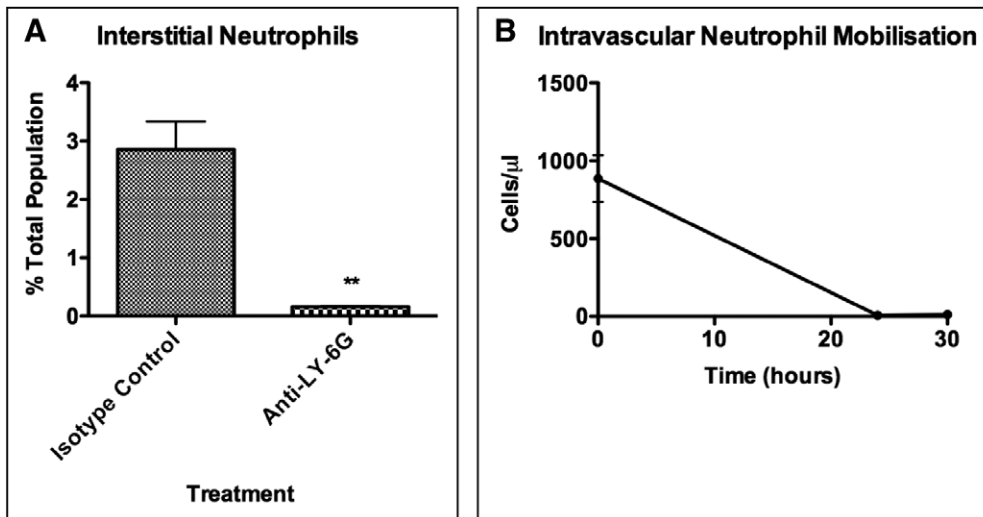 A Interstitial Neutrophils
% Total Population
4
3
2
1
0
**
Isotype Control
Anti-LY-6G
Treatment
B Intravascular Neutrophil Mobilisation
Cells/µl
1500
1000
500
0
0 10 20 30
Time (hours)